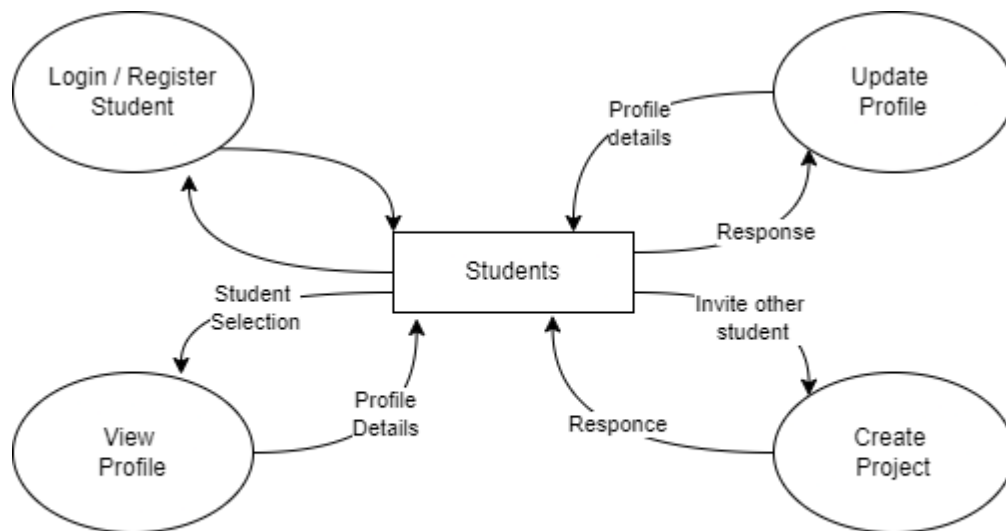 Login / Register
Student
Update
Profile
Profile
details
Response
Students
Student
Selection
Invite other
student
Profile
Details
Responce
View
Profile
Create
Project